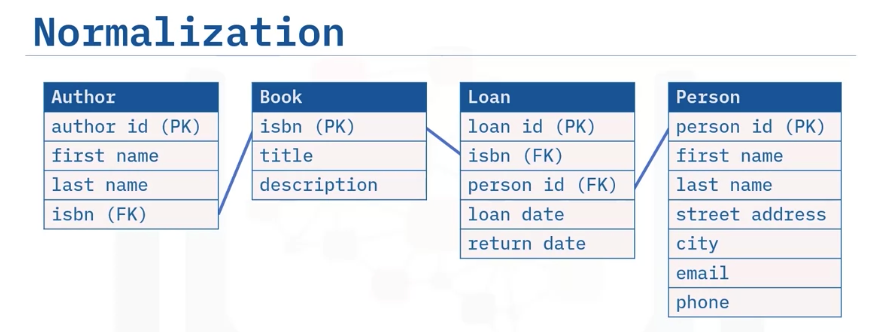 Normalization
Author
author id (PK)
first name
last name
isbn (FK)
Book
isbn (PK)
title
description
Loan
loan id (PK)
isbn (FK)
person id (FK)
loan date
return date
Person
person id (PK)
first name
last name
street address
city
email
phone